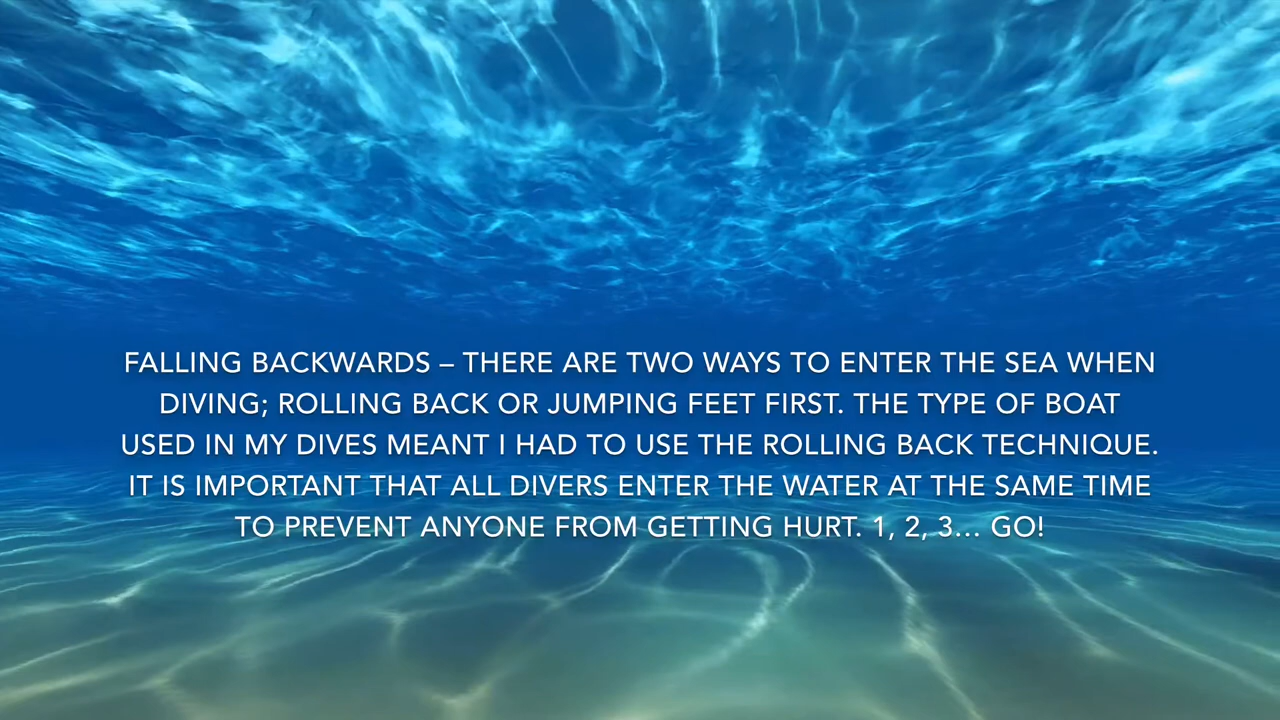 FALLING BACKWARDS – THERE ARE TWO WAYS TO ENTER THE SEA WHEN
DIVING; ROLLING BACK OR JUMPING FEET FIRST. THE TYPE OF BOAT
USED IN MY DIVES MEANT I HAD TO USE THE ROLLING BACK TECHNIQUE.
IT IS IMPORTANT THAT ALL DIVERS ENTER THE WATER AT THE SAME TIME
TO PREVENT ANYONE FROM GETTING HURT. 1, 2, 3… GO!